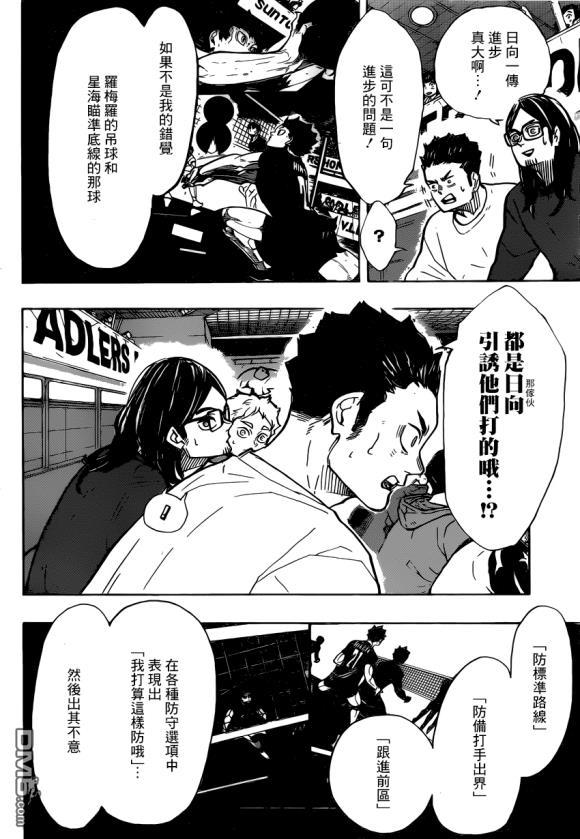 日向一傳
進步
真大啊…！
這可不是一句
進步的問題！
？
SUNTO
如果不是我的錯覺
羅梅羅的吊球和
星海瞄準底線的那球
ADLERS
都是日向
那傢伙
引誘他們打的哦…!?
！
「防標準路線」
「防備打手出界」
「跟進前區」
在各種防守選項中
表現出
「我打算這樣防哦」…
然後出其不意
DM5.com